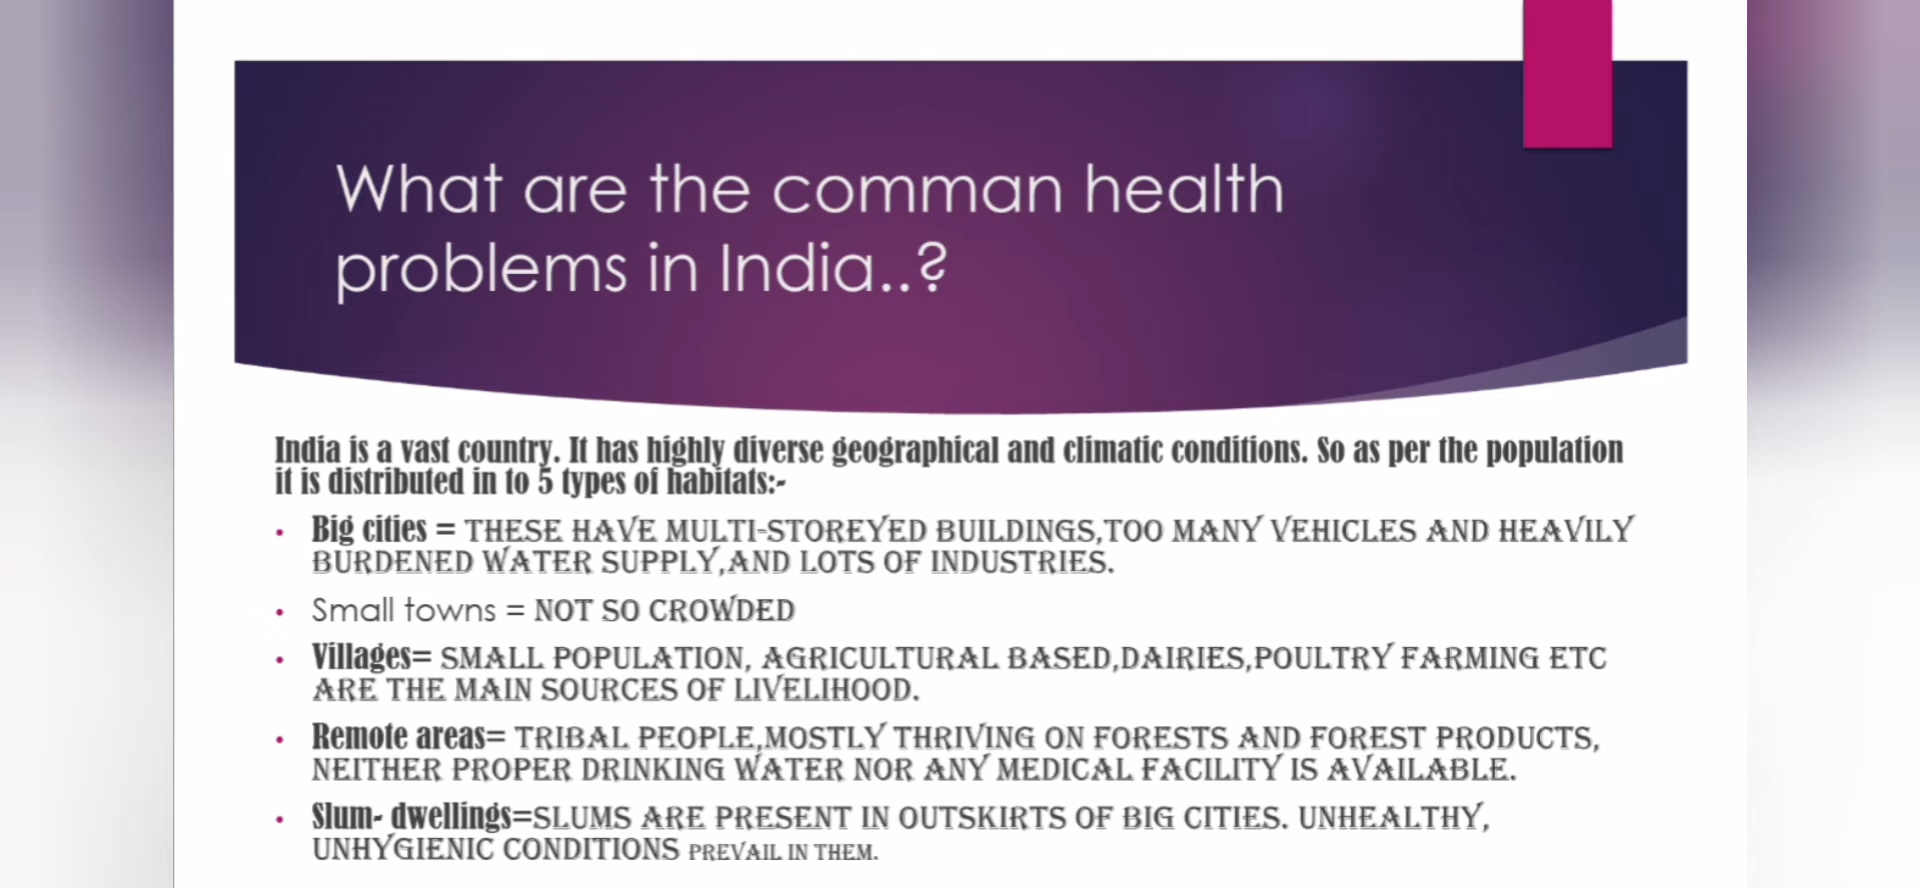 What are the comman health
problems in India..?
India is a vast country. It has highly diverse geographical and climatic conditions. So as per the population
it is distributed in to 5 types of habitats:-
• Big cities = THESE HAVE MULTI-STOREYED BUILDINGS,TOO MANY VEHICLES AND HEAVILY
BURDENED WATER SUPPLY,AND LOTS OF INDUSTRIES.
• Small towns = NOT SO CROWDED
• Villages= SMALL POPULATION, AGRICULTURAL BASED,DAIRIES,POULTRY FARMING ETC
ARE THE MAIN SOURCES OF LIVELIHOOD.
• Remote areas= TRIBAL PEOPLE,MOSTLY THRIVING ON FORESTS AND FOREST PRODUCTS,
NEITHER PROPER DRINKING WATER NOR ANY MEDICAL FACILITY IS AVAILABLE.
• Slum- dwellings=SLUMS ARE PRESENT IN OUTSKIRTS OF BIG CITIES. UNHEALTHY,
UNHYGIENIC CONDITIONS PREVAIL IN THEM.